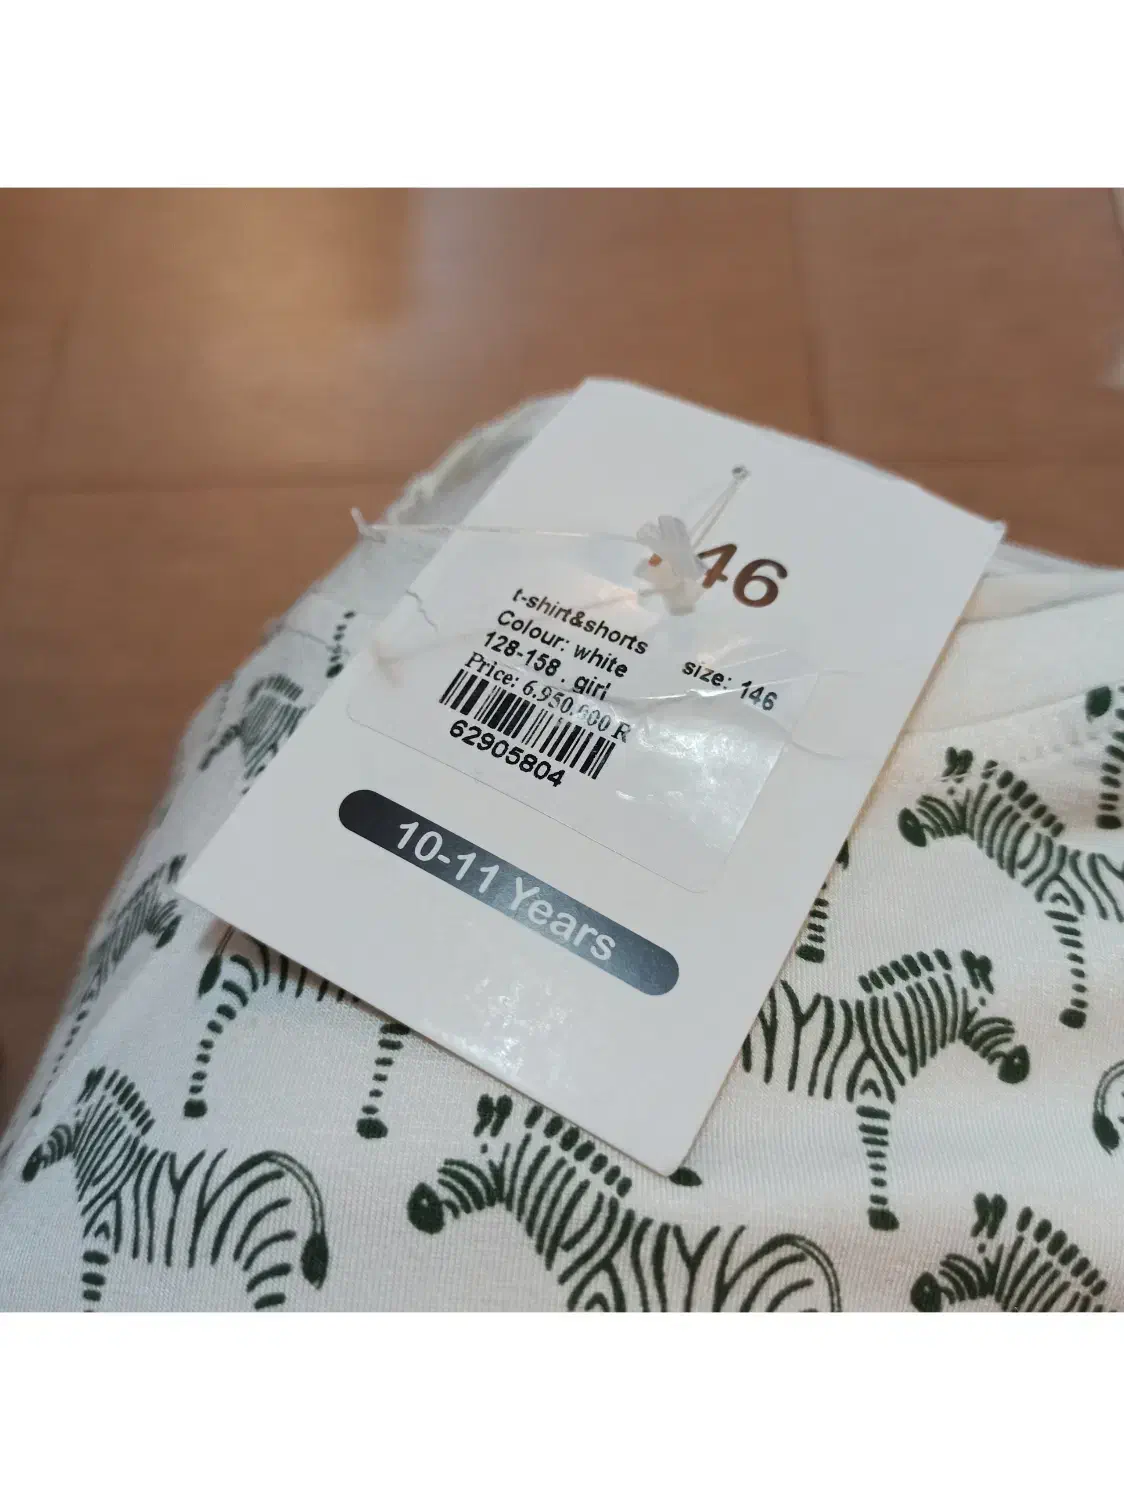 46
t-shirt&shorts
Colour: white size: 146
128-158 . girl
Price: 6.950.000 R
62905804
10-11 Years